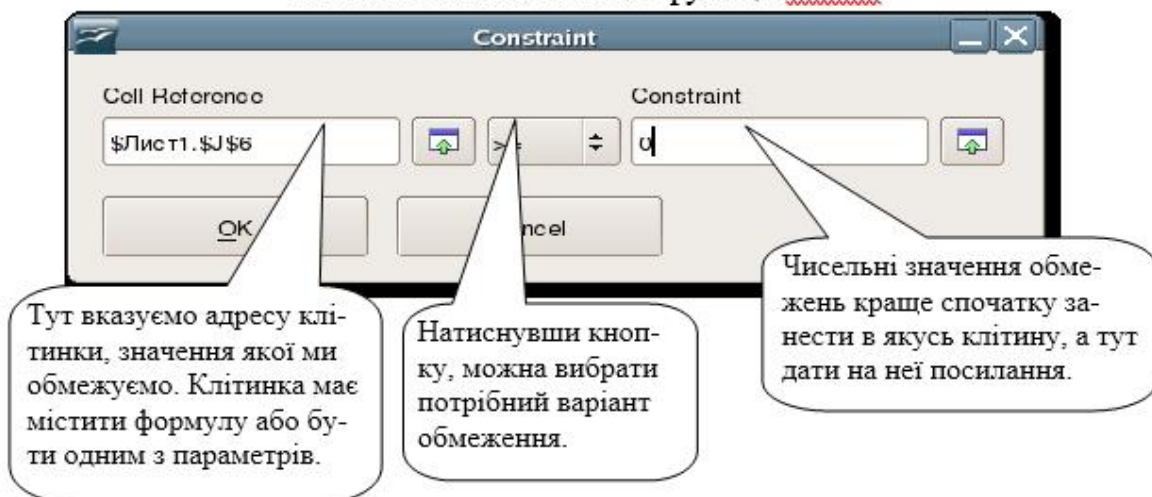 Constraint
Cell Reference
Constraint
$Лист1.$J$6
0
OK
Тут вказуємо адресу клі-
тинки, значення якої ми
обмежуємо. Клітинка має
містити формулу або бу-
ти одним з параметрів.
Натиснувши кноп-
ку, можна вибрати
потрібний варіант
обмеження.
Чисельні значення обме-
жень краще спочатку за-
нести в якусь клітину, а тут
дати на неї посилання.